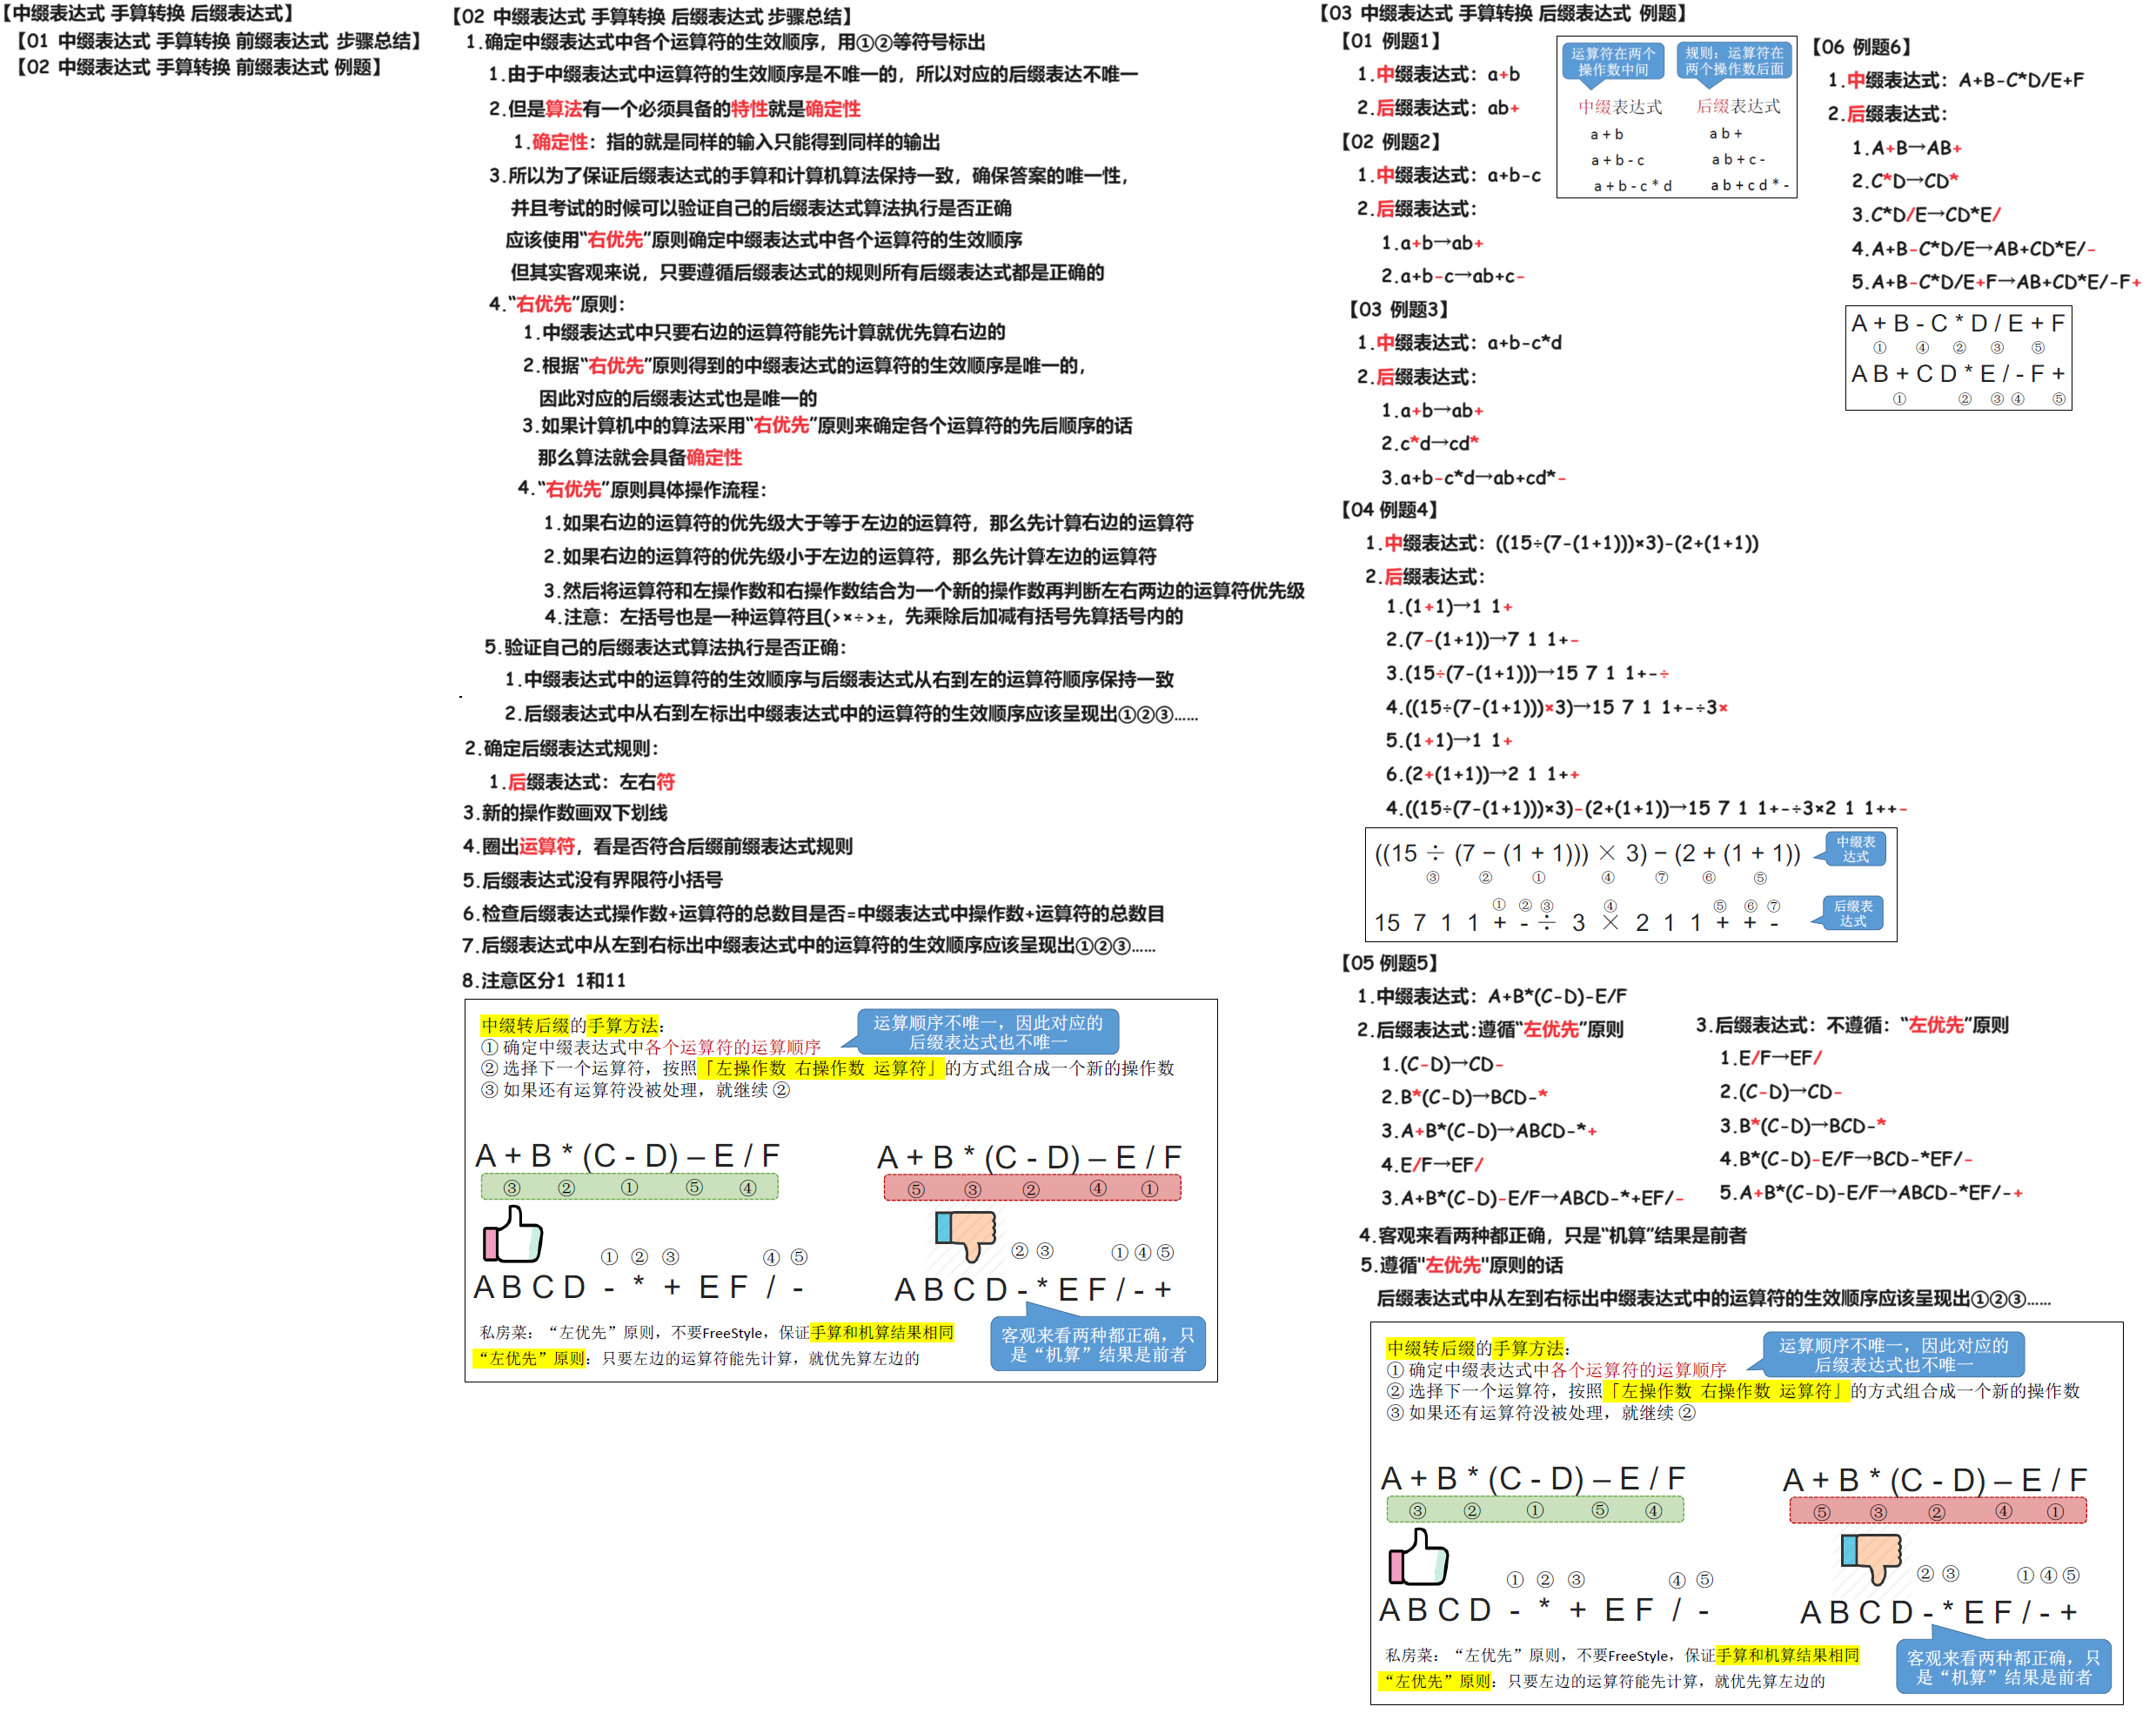 【中缀表达式 手算转换 后缀表达式】
【01 中缀表达式 手算转换 前缀表达式 步骤总结】
【02 中缀表达式 手算转换 前缀表达式 例题】
【02 中缀表达式 手算转换 后缀表达式 步骤总结】
1.确定中缀表达式中各个运算符的生效顺序，用①②等符号标出
1.由于中缀表达式中运算符的生效顺序是不唯一的，所以对应的后缀表达不唯一
2.但是算法有一个必须具备的特性就是确定性
1.确定性：指的就是同样的输入只能得到同样的输出
3.所以为了保证后缀表达式的手算和计算机算法保持一致，确保答案的唯一性，
并且考试的时候可以验证自己的后缀表达式算法执行是否正确
应该使用“右优先”原则确定中缀表达式中各个运算符的生效顺序
但其实客观来说，只要遵循后缀表达式的规则所有后缀表达式都是正确的
4.“右优先”原则：
1.中缀表达式中只要右边的运算符能先计算就优先算右边的
2.根据“右优先”原则得到的中缀表达式的运算符的生效顺序是唯一的，
因此对应的后缀表达式也是唯一的
3.如果计算机中的算法采用“右优先”原则来确定各个运算符的先后顺序的话
那么算法就会具备确定性
4.“右优先”原则具体操作流程：
1.如果右边的运算符的优先级大于等于左边的运算符，那么先计算右边的运算符
2.如果右边的运算符的优先级小于左边的运算符，那么先计算左边的运算符
3.然后将运算符和左操作数和右操作数结合为一个新的操作数再判断左右两边的运算符优先级
4.注意：左括号也是一种运算符且(>×÷>±，先乘除后加减有括号先算括号内的
5.验证自己的后缀表达式算法执行是否正确：
1.中缀表达式中的运算符的生效顺序与后缀表达式从右到左的运算符顺序保持一致
2.后缀表达式中从右到左标出中缀表达式中的运算符的生效顺序应该呈现出①②③……
2.确定后缀表达式规则：
1.后缀表达式：左右符
3.新的操作数画双下划线
4.圈出运算符，看是否符合后缀前缀表达式规则
5.后缀表达式没有界限符小括号
6.检查后缀表达式操作数+运算符的总数目是否=中缀表达式中操作数+运算符的总数目
7.后缀表达式中从左到右标出中缀表达式中的运算符的生效顺序应该呈现出①②③……
8.注意区分1 1和11
中缀转后缀的手算方法：
运算顺序不唯一，因此对应的
后缀表达式也不唯一
① 确定中缀表达式中各个运算符的运算顺序
② 选择下一个运算符，按照「左操作数 右操作数 运算符」的方式组合成一个新的操作数
③ 如果还有运算符没被处理，就继续 ②
A + B * (C - D) – E / F
③ ② ① ⑤ ④
① ② ③ ④ ⑤
A B C D - * + E F / -
A + B * (C - D) – E / F
⑤ ③ ② ④ ①
② ③ ① ④ ⑤
A B C D - * E F / - +
私房菜：“左优先”原则，不要FreeStyle，保证手算和机算结果相同
“左优先”原则：只要左边的运算符能先计算，就优先算左边的
客观来看两种都正确，只
是“机算”结果是前者
【03 中缀表达式 手算转换 后缀表达式 例题】
【01 例题1】
1.中缀表达式：a+b
2.后缀表达式：ab+
运算符在两个
操作数中间
规则：运算符在
两个操作数后面
中缀表达式 后缀表达式
a + b a b +
a + b - c a b + c -
a + b - c * d a b + c d * -
【02 例题2】
1.中缀表达式：a+b-c
2.后缀表达式：
1.a+b→ab+
2.a+b-c→ab+c-
【03 例题3】
1.中缀表达式：a+b-c*d
2.后缀表达式：
1.a+b→ab+
2.c*d→cd*
3.a+b-c*d→ab+cd*-
【04 例题4】
1.中缀表达式：((15÷(7-(1+1)))×3)-(2+(1+1))
2.后缀表达式：
1.(1+1)→1 1+
2.(7-(1+1))→7 1 1+-
3.(15÷(7-(1+1)))→15 7 1 1+-÷
4.((15÷(7-(1+1)))×3)→15 7 1 1+-÷3×
5.(1+1)→1 1+
6.(2+(1+1))→2 1 1++
4.((15÷(7-(1+1)))×3)-(2+(1+1))→15 7 1 1+-÷3×2 1 1++-
((15 ÷ (7 − (1 + 1))) × 3) − (2 + (1 + 1))
③ ② ① ④ ⑦ ⑥ ⑤
中缀表
达式
① ② ③ ④ ⑤ ⑥ ⑦
15 7 1 1 + - ÷ 3 × 2 1 1 + + -
后缀表
达式
【05 例题5】
1.中缀表达式：A+B*(C-D)-E/F
2.后缀表达式:遵循“左优先”原则
1.(C-D)→CD-
2.B*(C-D)→BCD-*
3.A+B*(C-D)→ABCD-*+
4.E/F→EF/
3.A+B*(C-D)-E/F→ABCD-*+EF/-
3.后缀表达式：不遵循：“左优先”原则
1.E/F→EF/
2.(C-D)→CD-
3.B*(C-D)→BCD-*
4.B*(C-D)-E/F→BCD-*EF/-
5.A+B*(C-D)-E/F→ABCD-*EF/-+
4.客观来看两种都正确，只是“机算”结果是前者
5.遵循"左优先"原则的话
后缀表达式中从左到右标出中缀表达式中的运算符的生效顺序应该呈现出①②③……
中缀转后缀的手算方法：
运算顺序不唯一，因此对应的
后缀表达式也不唯一
① 确定中缀表达式中各个运算符的运算顺序
② 选择下一个运算符，按照「左操作数 右操作数 运算符」的方式组合成一个新的操作数
③ 如果还有运算符没被处理，就继续 ②
A + B * (C - D) – E / F
③ ② ① ⑤ ④
① ② ③ ④ ⑤
A B C D - * + E F / -
A + B * (C - D) – E / F
⑤ ③ ② ④ ①
② ③ ① ④ ⑤
A B C D - * E F / - +
私房菜：“左优先”原则，不要FreeStyle，保证手算和机算结果相同
“左优先”原则：只要左边的运算符能先计算，就优先算左边的
客观来看两种都正确，只
是“机算”结果是前者
【06 例题6】
1.中缀表达式：A+B-C*D/E+F
2.后缀表达式：
1.A+B→AB+
2.C*D→CD*
3.C*D/E→CD*E/
4.A+B-C*D/E→AB+CD*E/-
5.A+B-C*D/E+F→AB+CD*E/-F+
A + B - C * D / E + F
① ④ ② ③ ⑤
A B + C D * E / - F +
① ② ③ ④ ⑤